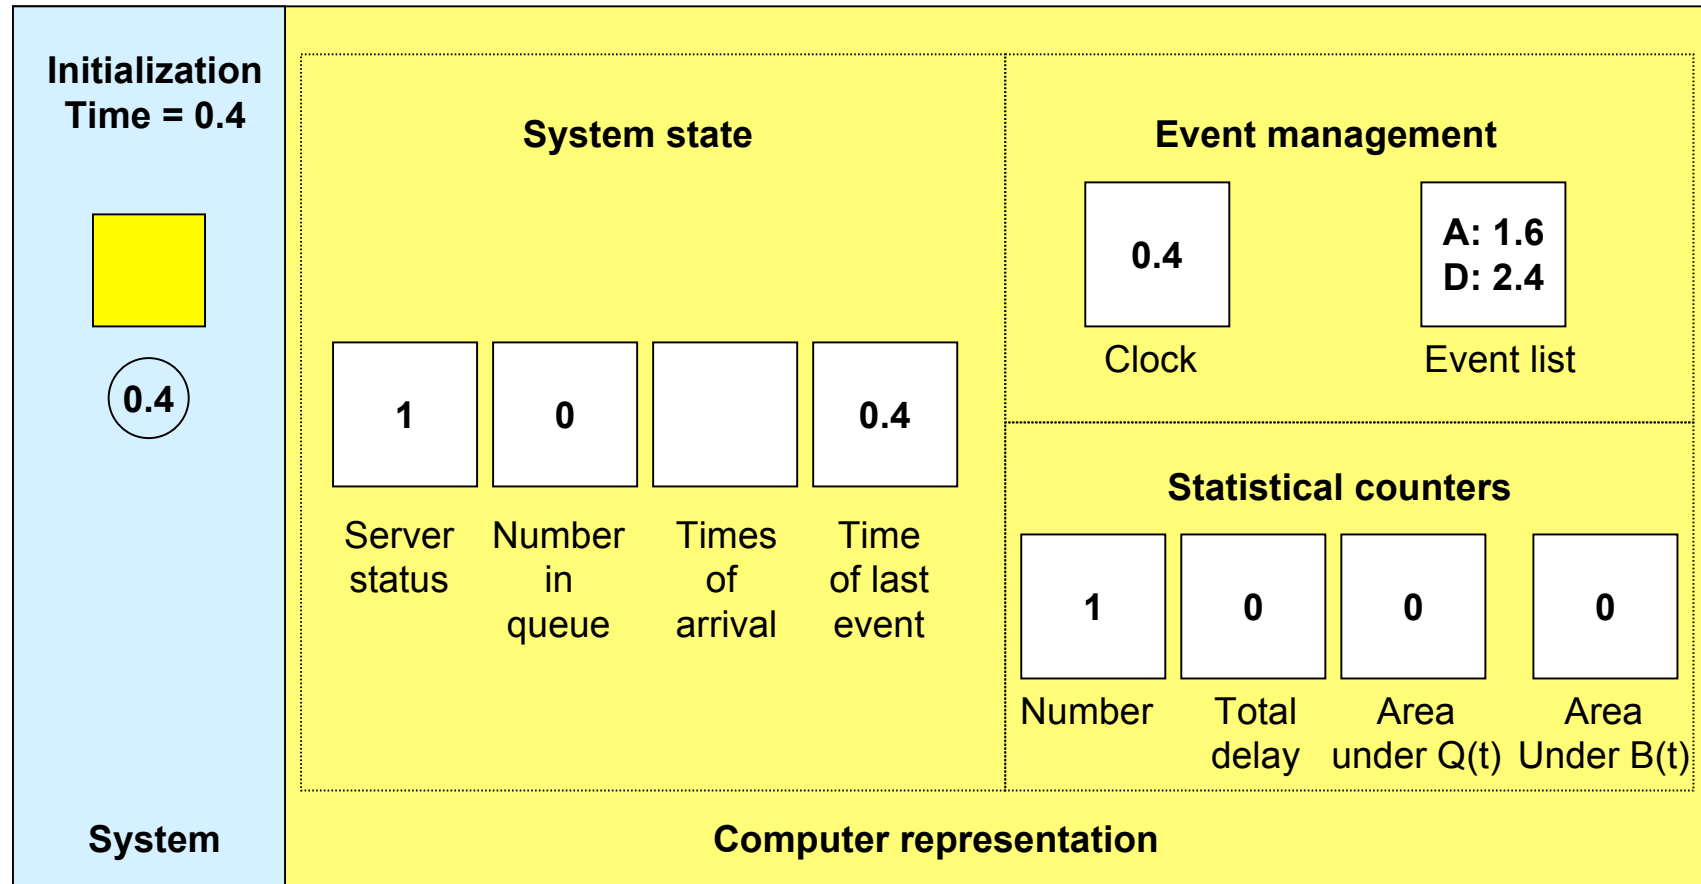 Initialization
Time = 0.4
0.4
System
System state
1
0
0.4
Server
status
Number
in
queue
Times
of
arrival
Time
of last
event
Event management
0.4
Clock
A: 1.6
D: 2.4
Event list
Statistical counters
1
0
0
0
Number
Total
delay
Area
under Q(t)
Area
Under B(t)
Computer representation